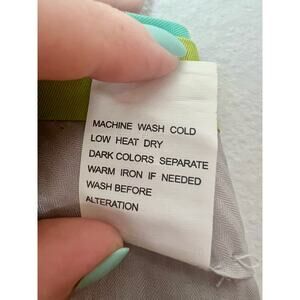 MACHINE WASH COLD
LOW HEAT DRY
DARK COLORS SEPARATE
WARM IRON IF NEEDED
WASH BEFORE
ALTERATION